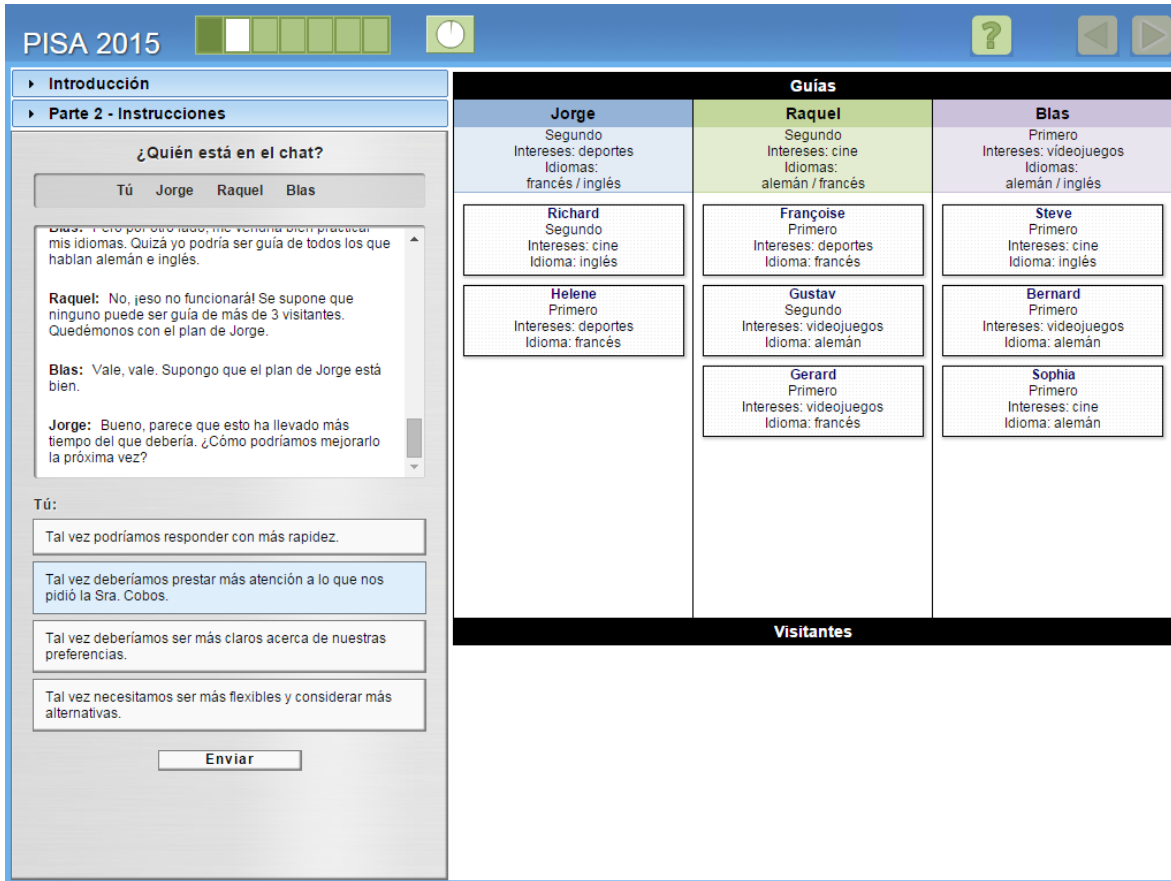 PISA 2015
?
Introducción
Parte 2 - Instrucciones
¿Quién está en el chat?
Tú Jorge Raquel Blas
Blas: Pero por otro lado, me vendría bien practicar
mis idiomas. Quizá yo podría ser guía de todos los que
hablan alemán e inglés.
Raquel: No, ¡eso no funcionará! Se supone que
ninguno puede ser guía de más de 3 visitantes.
Quedémonos con el plan de Jorge.
Blas: Vale, vale. Supongo que el plan de Jorge está
bien.
Jorge: Bueno, parece que esto ha llevado más
tiempo del que debería. ¿Cómo podríamos mejorarlo
la próxima vez?
Tú:
Tal vez podríamos responder con más rapidez.
Tal vez deberíamos prestar más atención a lo que nos
pidió la Sra. Cobos.
Tal vez deberíamos ser más claros acerca de nuestras
preferencias.
Tal vez necesitamos ser más flexibles y considerar más
alternativas.
Enviar
Guías
Jorge
Segundo
Intereses: deportes
Idiomas:
francés / inglés
Richard
Segundo
Intereses: cine
Idioma: inglés
Helene
Primero
Intereses: deportes
Idioma: francés
Raquel
Segundo
Intereses: cine
Idiomas:
alemán / francés
Françoise
Primero
Intereses: deportes
Idioma: francés
Gustav
Segundo
Intereses: videojuegos
Idioma: alemán
Gerard
Primero
Intereses: videojuegos
Idioma: francés
Blas
Primero
Intereses: vídeojuegos
Idiomas:
alemán / inglés
Steve
Primero
Intereses: cine
Idioma: inglés
Bernard
Primero
Intereses: videojuegos
Idioma: alemán
Sophia
Primero
Intereses: cine
Idioma: alemán
Visitantes